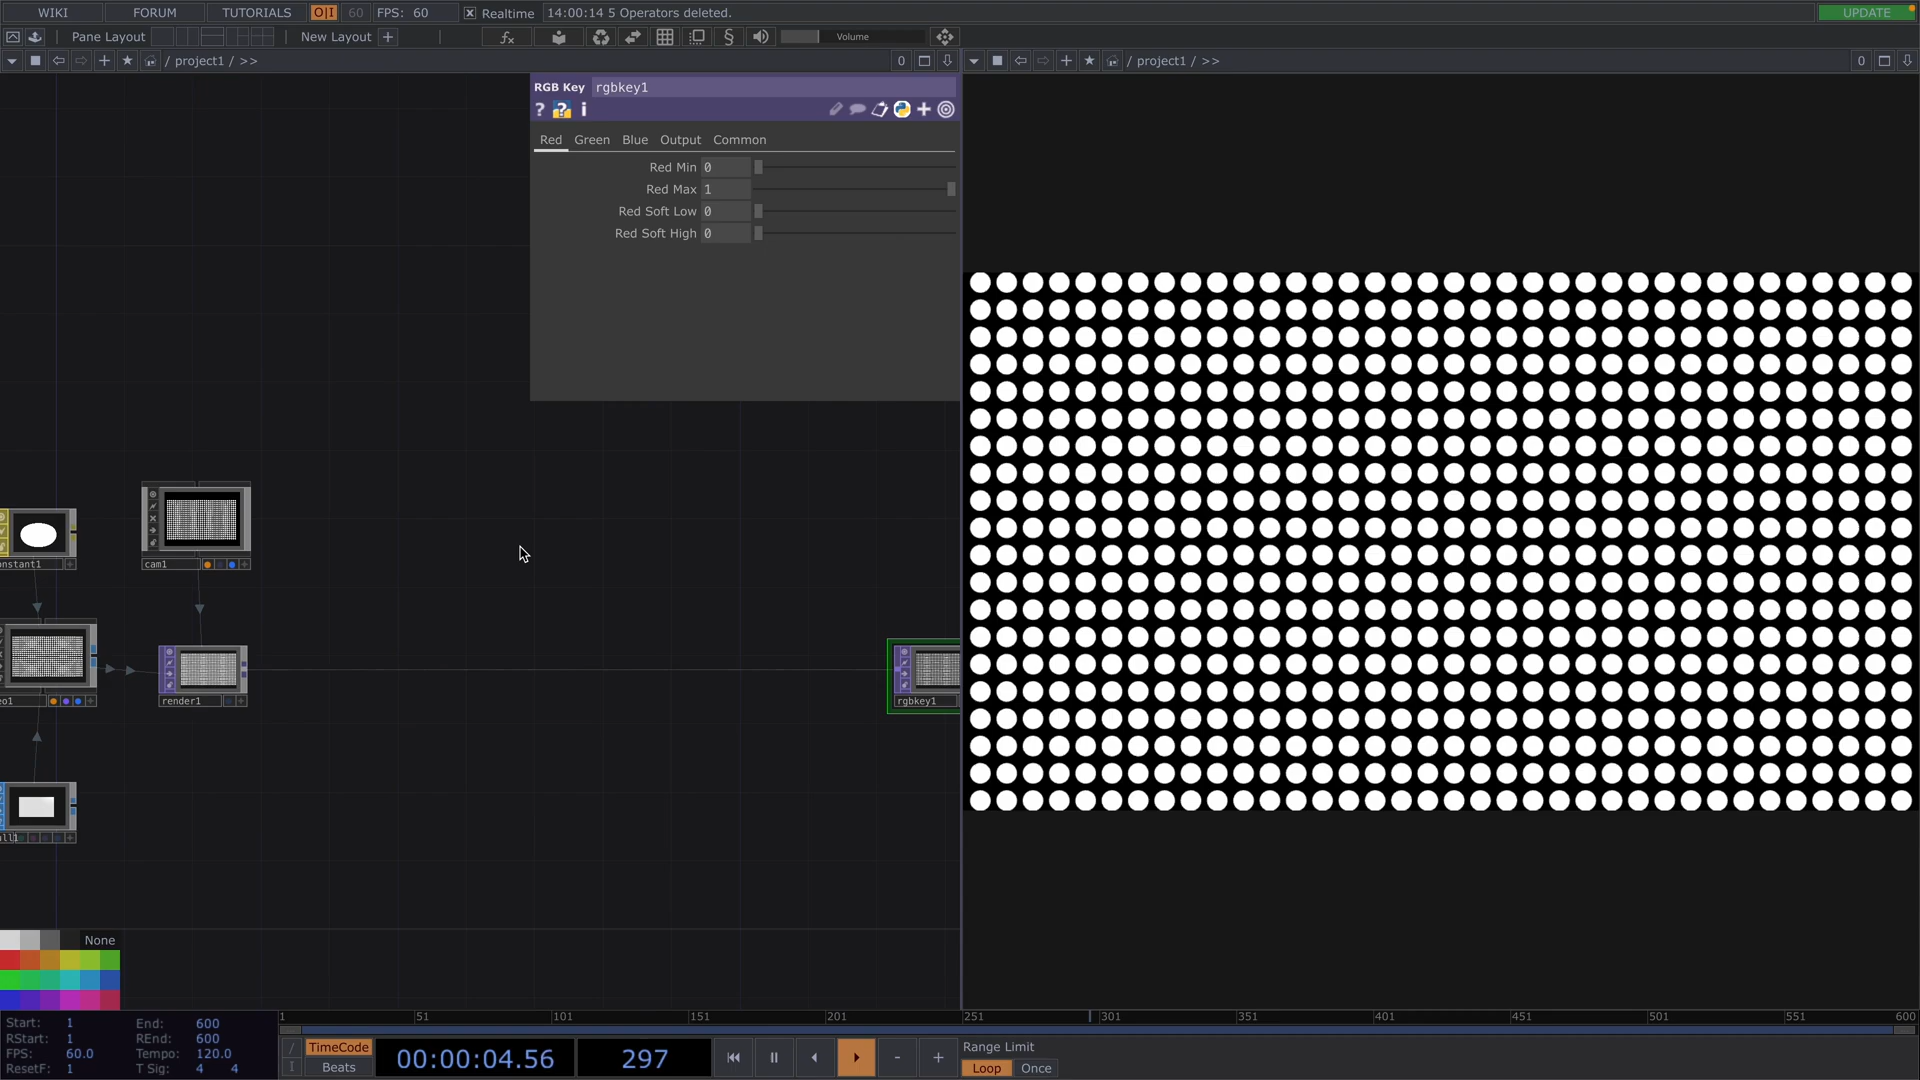 WIKI FORUM TUTORIALS O|I 60 FPS: 60 Realtime 14:00:14 5 Operators deleted. UPDATE
Pane Layout New Layout + Volume
/ project1 / >> 0 / project1 / >> 0
RGB Key rgbkey1
Red Green Blue Output Common
Red Min 0
Red Max 1
Red Soft Low 0
Red Soft High 0
onstant1
cam1
eo1
render1
rgbkey1
ull1
None
Start: 1 End: 600
RStart: 1 REnd: 600
FPS: 60.0 Tempo: 120.0
ResetF: 1 T Sig: 4 4
1 51 101 151 201 251 301 351 401 451 501 551 600
TimeCode
Beats
00:00:04.56
297
Range Limit
Loop Once